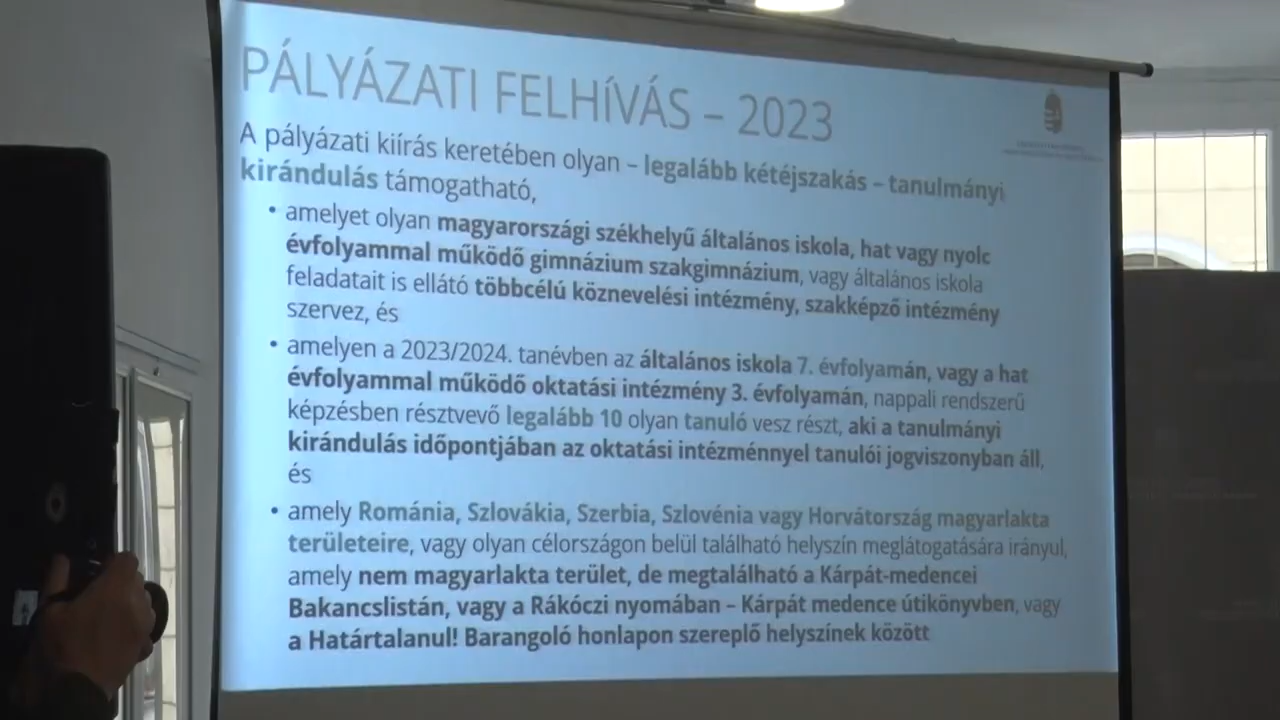 PÁLYÁZATI FELHÍVÁS – 2023
A pályázati kiírás keretében olyan – legalább kétéjszakás – tanulmányi
kirándulás támogatható,
• amelyet olyan magyarországi székhelyű általános iskola, hat vagy nyolc
évfolyammal működő gimnázium szakgimnázium, vagy általános iskola
feladatait is ellátó többcélú köznevelési intézmény, szakképző intézmény
szervez, és
• amelyen a 2023/2024. tanévben az általános iskola 7. évfolyamán, vagy a hat
évfolyammal működő oktatási intézmény 3. évfolyamán, nappali rendszerű
képzésben résztvevő legalább 10 olyan tanuló vesz részt, aki a tanulmányi
kirándulás időpontjában az oktatási intézménnyel tanulói jogviszonyban áll,
és
• amely Románia, Szlovákia, Szerbia, Szlovénia vagy Horvátország magyarlakta
területeire, vagy olyan célországon belül található helyszín meglátogatására irányul,
amely nem magyarlakta terület, de megtalálható a Kárpát-medencei
Bakancslistán, vagy a Rákóczi nyomában – Kárpát medence útikönyvben, vagy
a Határtalanul! Barangoló honlapon szereplő helyszínek között